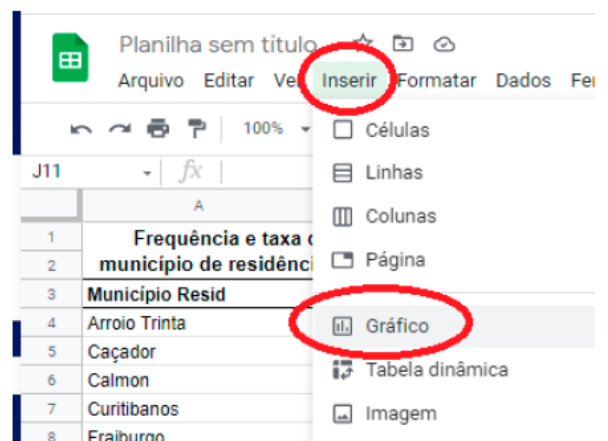 Planilha sem título
Arquivo Editar Ver Inserir Formatar Dados
100%
Células
J11 fx
Linhas
A
Colunas
1 Frequência e taxa
2 município de residênci
Página
3 Município Resid
4 Arroio Trinta
Gráfico
5 Caçador
6 Calmon
Tabela dinâmica
7 Curitibanos
Imagem
8 Fraiburgo